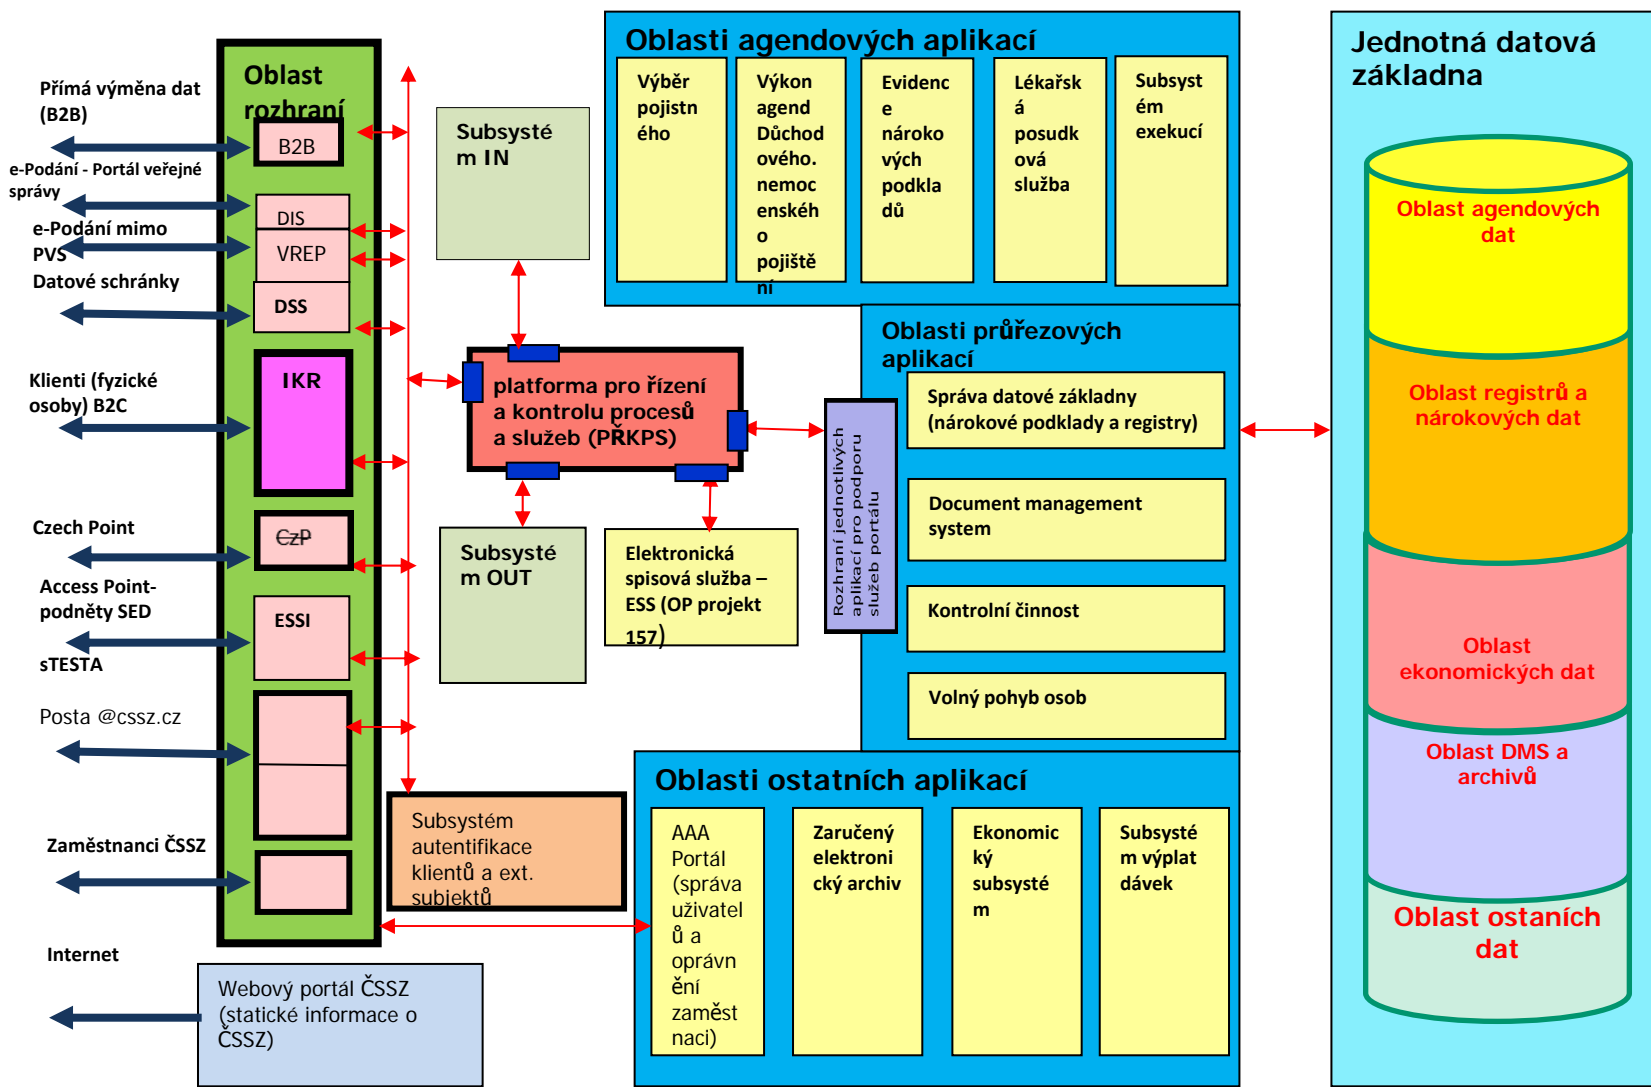 Přímá výměna dat
(B2B)
e-Podání - Portál veřejné
správy
e-Podání mimo
PVS
Datové schránky
Klienti (fyzické
osoby) B2C
Czech Point
Access Point-
podněty SED
sTESTA
Posta @cssz.cz
Zaměstnanci ČSSZ
Internet
Oblast
rozhraní
B2B
DIS
VREP
DSS
IKR
CzP
ESSI
Webový portál ČSSZ
(statické informace o
ČSSZ)
Subsysté
m IN
platforma pro řízení
a kontrolu procesů
a služeb (PŘKPS)
Subsysté
m OUT
Elektronická
spisová služba –
ESS (OP projekt
157)
Subsystém
autentifikace
klientů a ext.
subjektů
Oblasti agendových aplikací
Výběr
pojistn
ého
Výkon
agend
Důchod
ového.
nemoc
enskéh
o
pojiště
ní
Evidenc
e
nároko
vých
podkla
dů
Lékařsk
á
posudk
ová
služba
Subsyst
ém
exekucí
Oblasti průřezových
aplikací
Rozhraní jednotlivých
aplikací pro podporu
služeb portálu
Správa datové základny
(nárokové podklady a registry)
Document management
system
Kontrolní činnost
Volný pohyb osob
Oblasti ostatních aplikací
AAA
Portál
(správa
uživatel
ů a
oprávn
ění
zaměst
naci)
Zaručený
elektroni
cký archiv
Ekonomic
ký
subsysté
m
Subsysté
m výplat
dávek
Jednotná datová
základna
Oblast agendových
dat
Oblast registrů a
nárokových dat
Oblast
ekonomických dat
Oblast DMS a
archivů
Oblast ostaních
dat